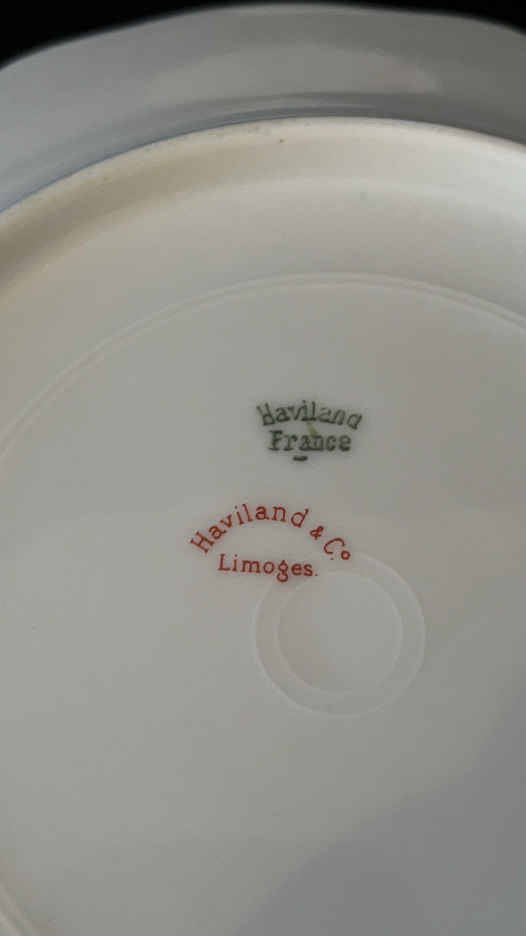 Haviland
France
Haviland & Co.
Limoges.